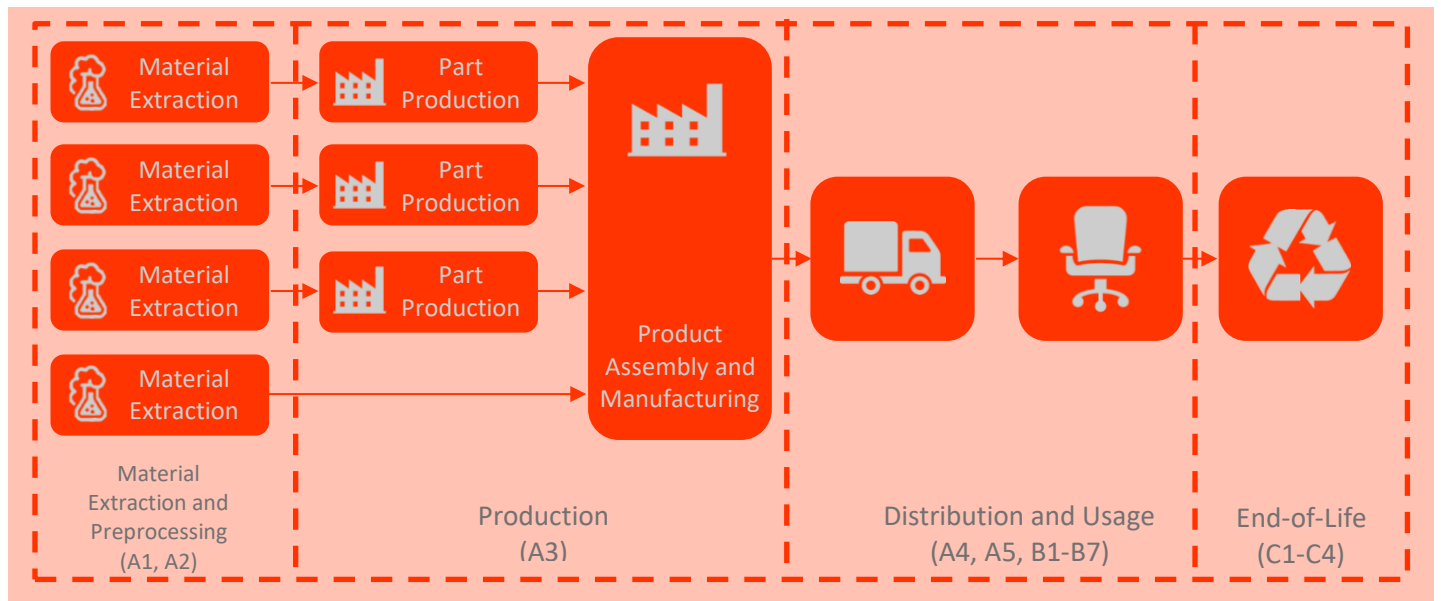 Material
Extraction
Part
Production
Material
Extraction
Part
Production
Material
Extraction
Part
Production
Material
Extraction
Product
Assembly and
Manufacturing
Material
Extraction and
Preprocessing
(A1, A2)
Production
(A3)
Distribution and Usage
(A4, A5, B1-B7)
End-of-Life
(C1-C4)